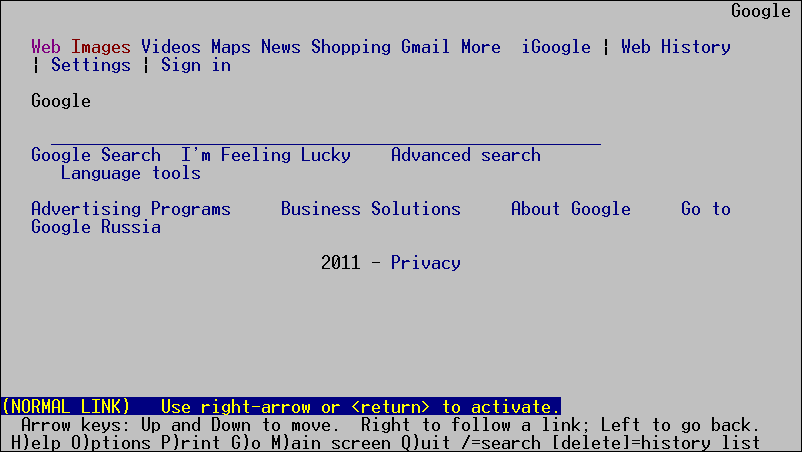 Google
Web Images Videos Maps News Shopping Gmail More iGoogle | Web History
| Settings | Sign in
Google
Google Search I'm Feeling Lucky Advanced search
Language tools
Advertising Programs Business Solutions About Google Go to
Google Russia
2011 - Privacy
(NORMAL LINK) Use right-arrow or <return> to activate.
Arrow keys: Up and Down to move. Right to follow a link; Left to go back.
H)elp O)ptions P)rint G)o M)ain screen Q)uit /=search [delete]=history list